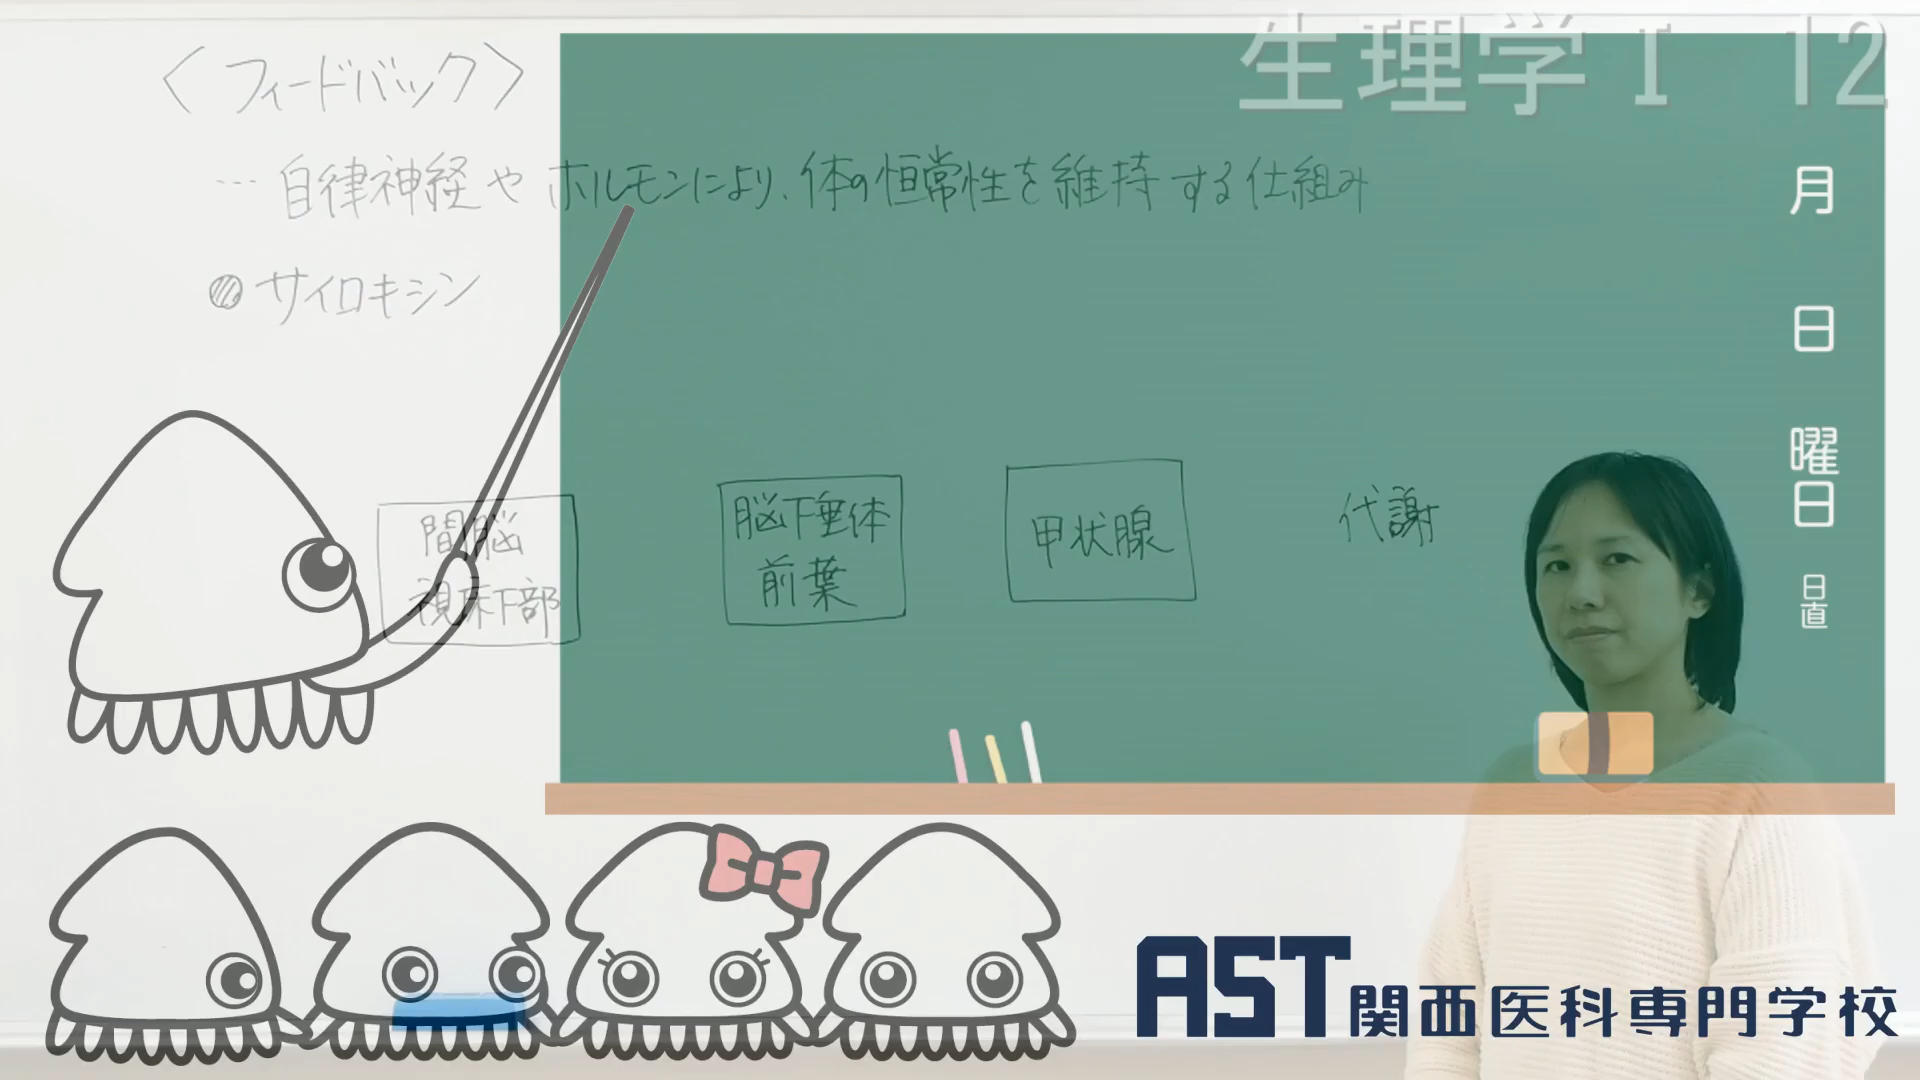 生理学Ⅰ 12
〈フィードバック〉
… 自律神経やホルモンにより、体の恒常性を維持する仕組み
サイロキシン
間脳
視床下部
脳下垂体
前葉
甲状腺
代謝
月
日
曜
日
日
直
AST関西医科専門学校